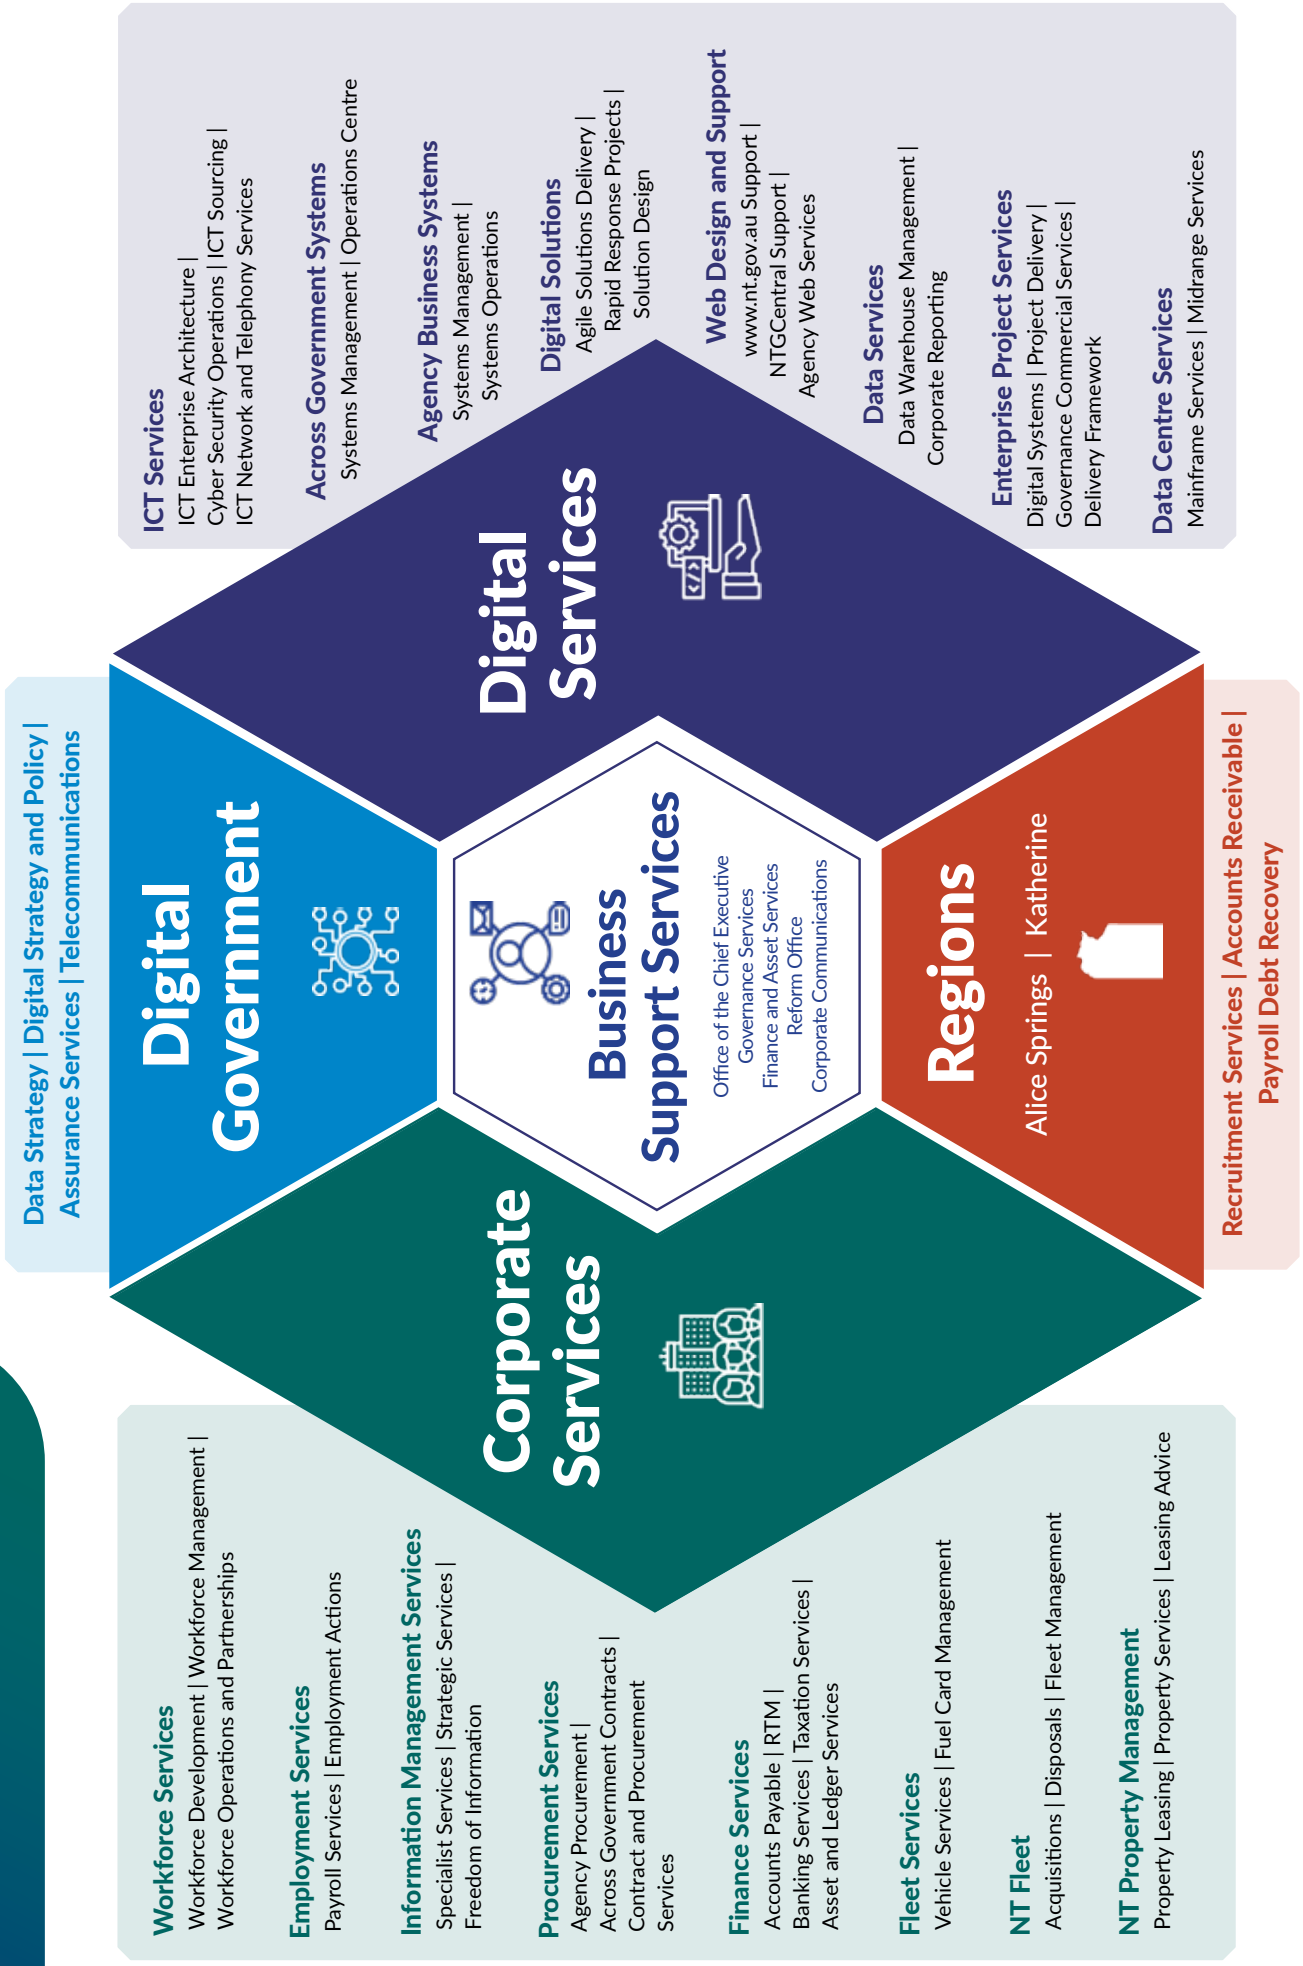 Data Strategy | Digital Strategy and Policy |
Assurance Services | Telecommunications
Digital
Government
Workforce Services
Workforce Development | Workforce Management |
Workforce Operations and Partnerships
Employment Services
Payroll Services | Employment Actions
Information Management Services
Specialist Services | Strategic Services |
Freedom of Information
Procurement Services
Agency Procurement |
Across Government Contracts |
Contract and Procurement
Services
Finance Services
Accounts Payable | RTM |
Banking Services | Taxation Services |
Asset and Ledger Services
Fleet Services
Vehicle Services | Fuel Card Management
NT Fleet
Acquisitions | Disposals | Fleet Management
NT Property Management
Property Leasing | Property Services | Leasing Advice
Corporate
Services
Business
Support Services
Office of the Chief Executive
Governance Services
Finance and Asset Services
Reform Office
Corporate Communications
Digital
Services
ICT Services
ICT Enterprise Architecture |
Cyber Security Operations | ICT Sourcing |
ICT Network and Telephony Services
Across Government Systems
Systems Management | Operations Centre
Agency Business Systems
Systems Management |
Systems Operations
Digital Solutions
Agile Solutions Delivery |
Rapid Response Projects |
Solution Design
Web Design and Support
www.nt.gov.au Support |
NTGCentral Support |
Agency Web Services
Data Services
Data Warehouse Management |
Corporate Reporting
Enterprise Project Services
Digital Systems | Project Delivery |
Governance Commercial Services |
Delivery Framework
Data Centre Services
Mainframe Services | Midrange Services
Regions
Alice Springs | Katherine
Recruitment Services | Accounts Receivable |
Payroll Debt Recovery